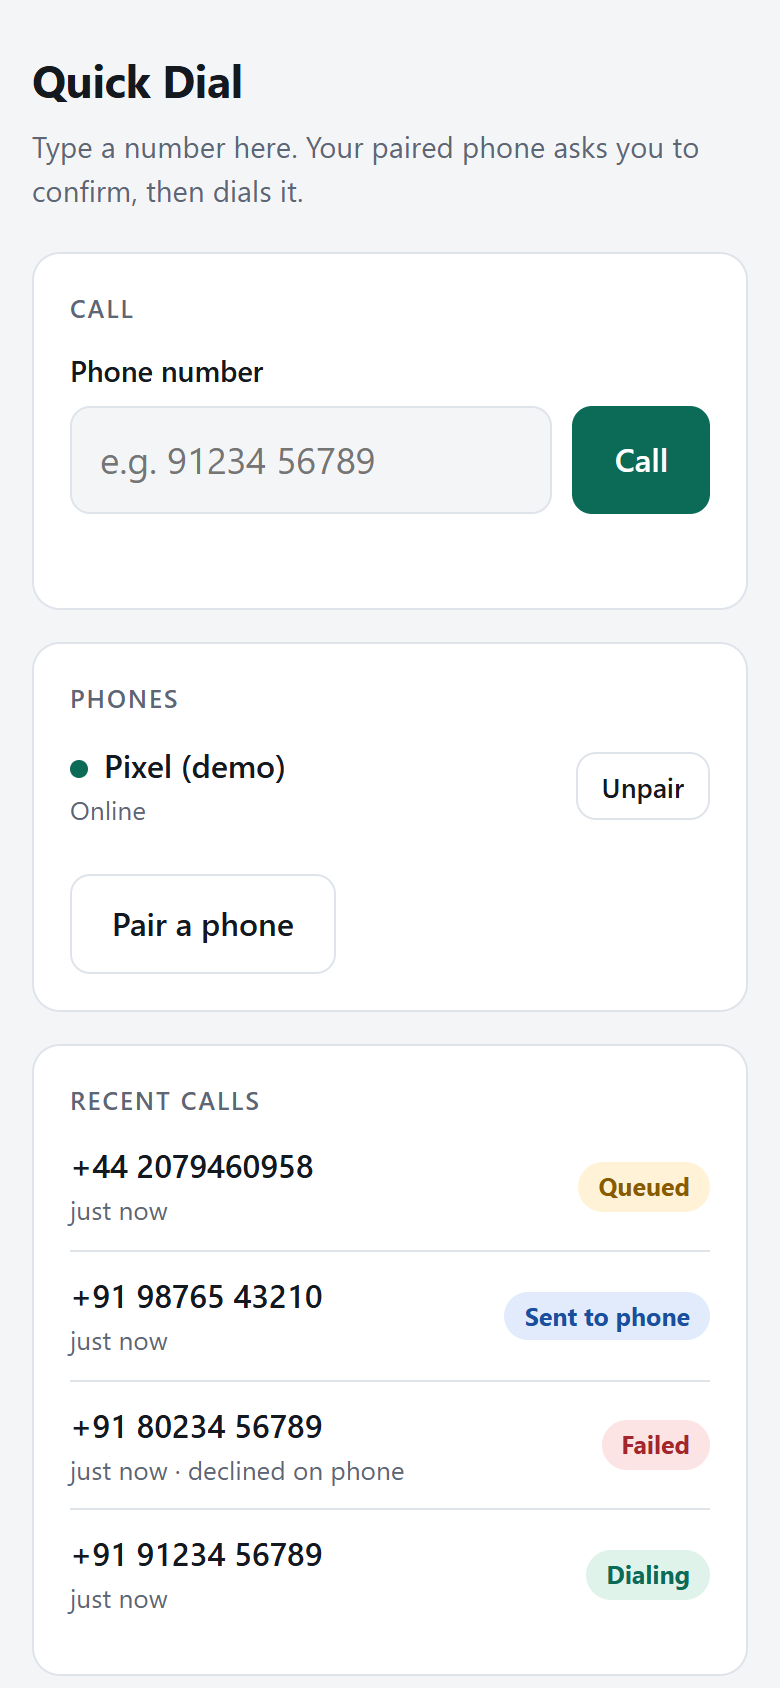 Quick Dial
Type a number here. Your paired phone asks you to
confirm, then dials it.
CALL
Phone number
e.g. 91234 56789
Call
PHONES
Pixel (demo)
Online
Unpair
Pair a phone
RECENT CALLS
+44 2079460958
just now
Queued
+91 98765 43210
just now
Sent to phone
+91 80234 56789
just now · declined on phone
Failed
+91 91234 56789
just now
Dialing